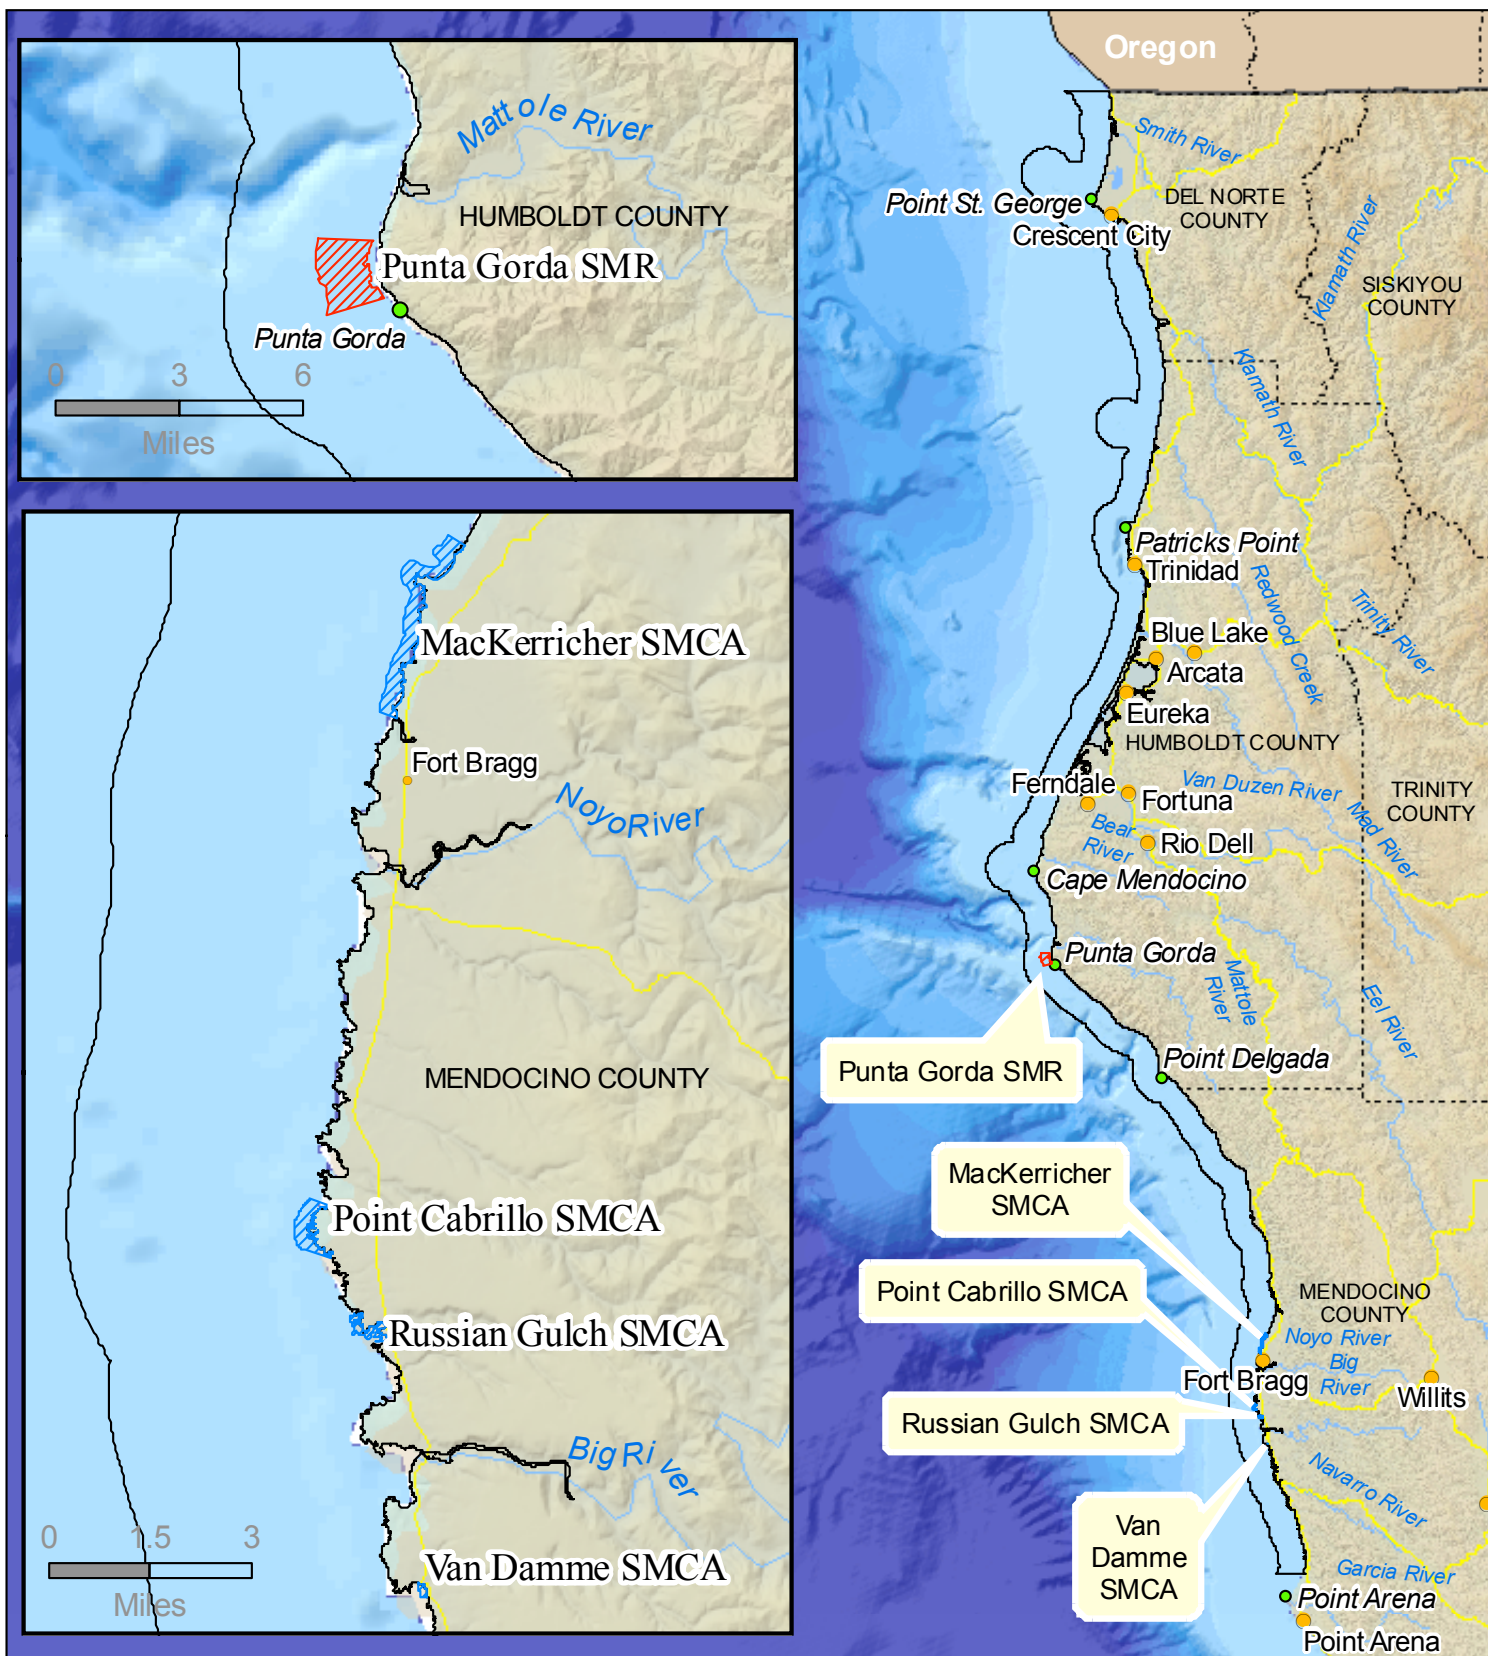 Mattole River
HUMBOLDT COUNTY
Punta Gorda SMR
Punta Gorda
0 3 6
Miles
MacKerricher SMCA
Fort Bragg
NoyoRiver
MENDOCINO COUNTY
Point Cabrillo SMCA
Russian Gulch SMCA
Big River
Van Damme SMCA
0 1.5 3
Miles
Oregon
Smith River
Point St. George
DEL NORTE
COUNTY
Crescent City
Klamath River
SISKIYOU
COUNTY
Klamath River
Patricks Point
Trinidad
Redwood Creek
Trinity River
Blue Lake
Arcata
Eureka
HUMBOLDT COUNTY
Ferndale
Fortuna
Van Duzen River
Mad River
TRINITY
COUNTY
Bear
River
Rio Dell
Cape Mendocino
Punta Gorda
Mattole
River
Eel River
Punta Gorda SMR
Point Delgada
MacKerricher
SMCA
Point Cabrillo SMCA
MENDOCINO
COUNTY
Noyo River
Big
River
Fort Bragg
Willits
Russian Gulch SMCA
Navarro River
Van
Damme
SMCA
Garcia River
Point Arena
Point Arena